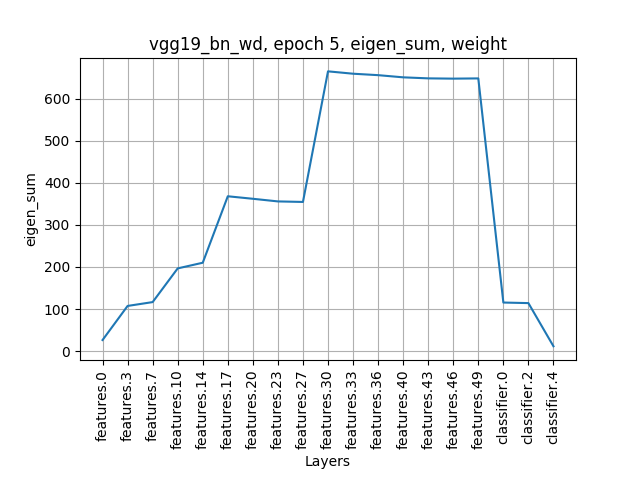 vgg19_bn_wd, epoch 5, eigen_sum, weight
eigen_sum
600
500
400
300
200
100
0
features.0
features.3
features.7
features.10
features.14
features.17
features.20
features.23
features.27
features.30
features.33
features.36
features.40
features.43
features.46
features.49
classifier.0
classifier.2
classifier.4
Layers